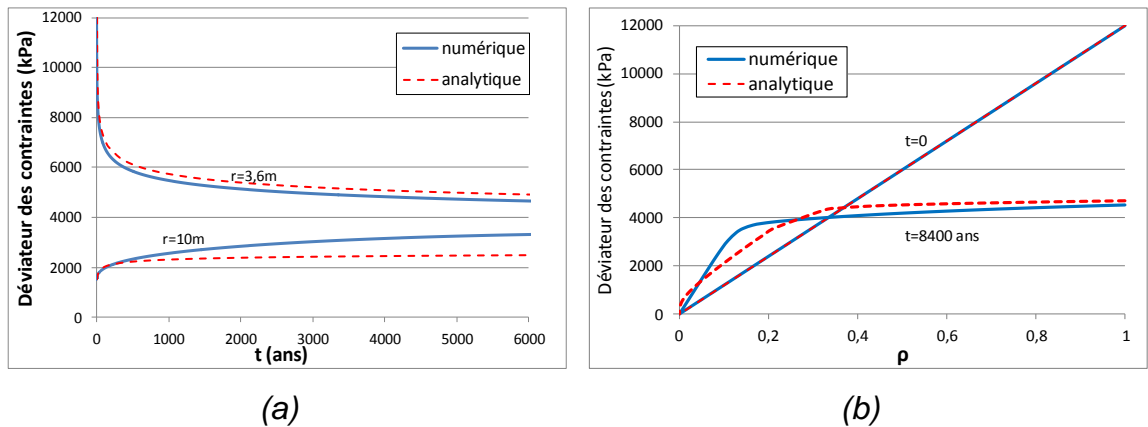 12000
10000
8000
6000
4000
2000
0
Déviateur des contraintes (kPa)
numérique
analytique
r=3,6m
r=10m
0 1000 2000 3000 4000 5000 6000
t (ans)
(a)
12000
10000
8000
6000
4000
2000
0
Déviateur des contraintes (kPa)
numérique
analytique
t=0
t=8400 ans
0 0,2 0,4 0,6 0,8 1
ρ
(b)